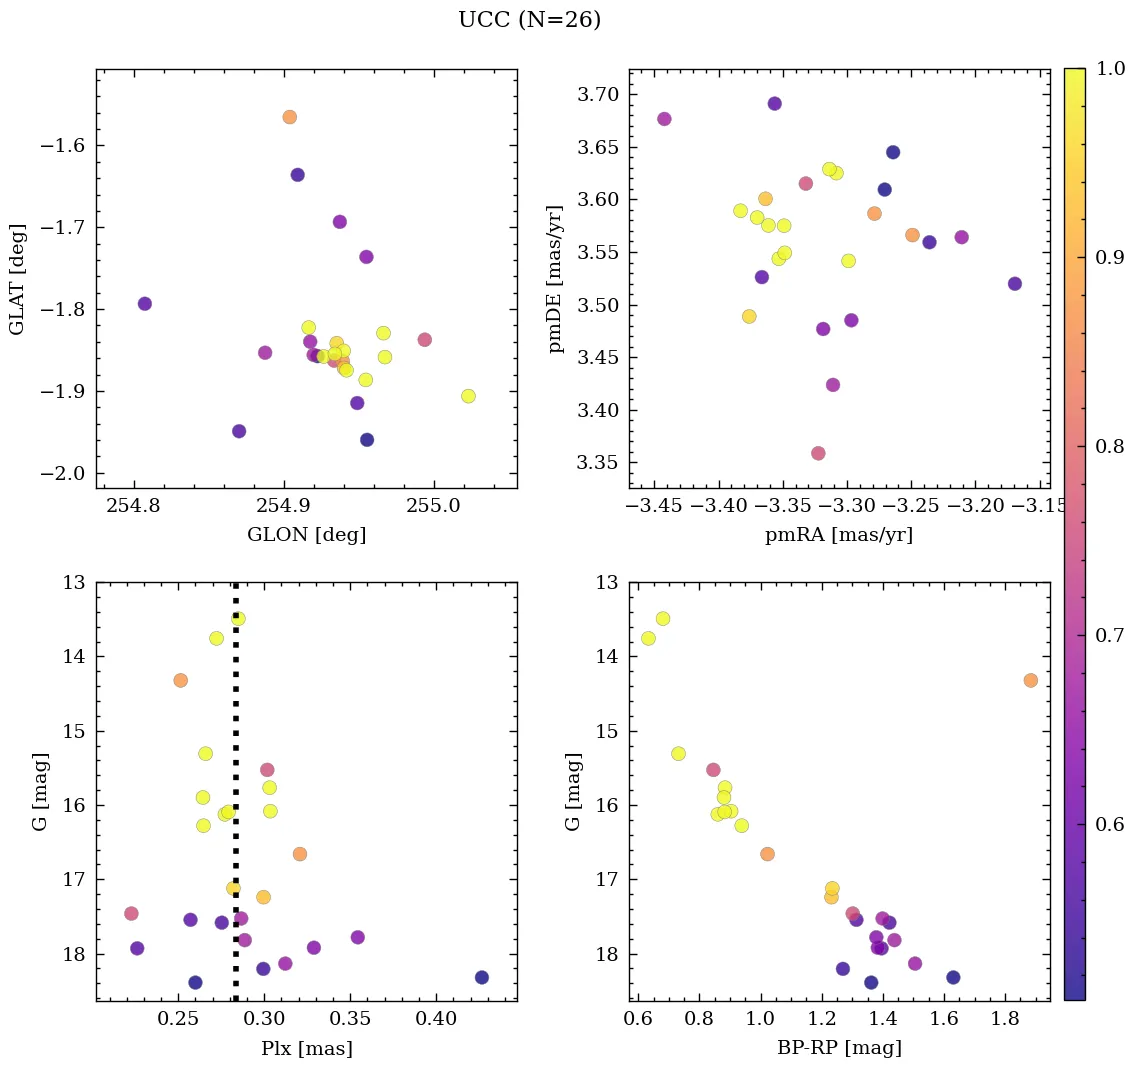 UCC (N=26)
−1.6
−1.7
−1.8
−1.9
−2.0
254.8 254.9 255.0
GLON [deg]
GLAT [deg]
3.70
3.65
3.60
3.55
3.50
3.45
3.40
3.35
−3.45 −3.40 −3.35 −3.30 −3.25 −3.20 −3.15
pmRA [mas/yr]
pmDE [mas/yr]
13
14
15
16
17
18
0.25 0.30 0.35 0.40
Plx [mas]
G [mag]
13
14
15
16
17
18
0.6 0.8 1.0 1.2 1.4 1.6 1.8
BP-RP [mag]
G [mag]
1.0
0.9
0.8
0.7
0.6